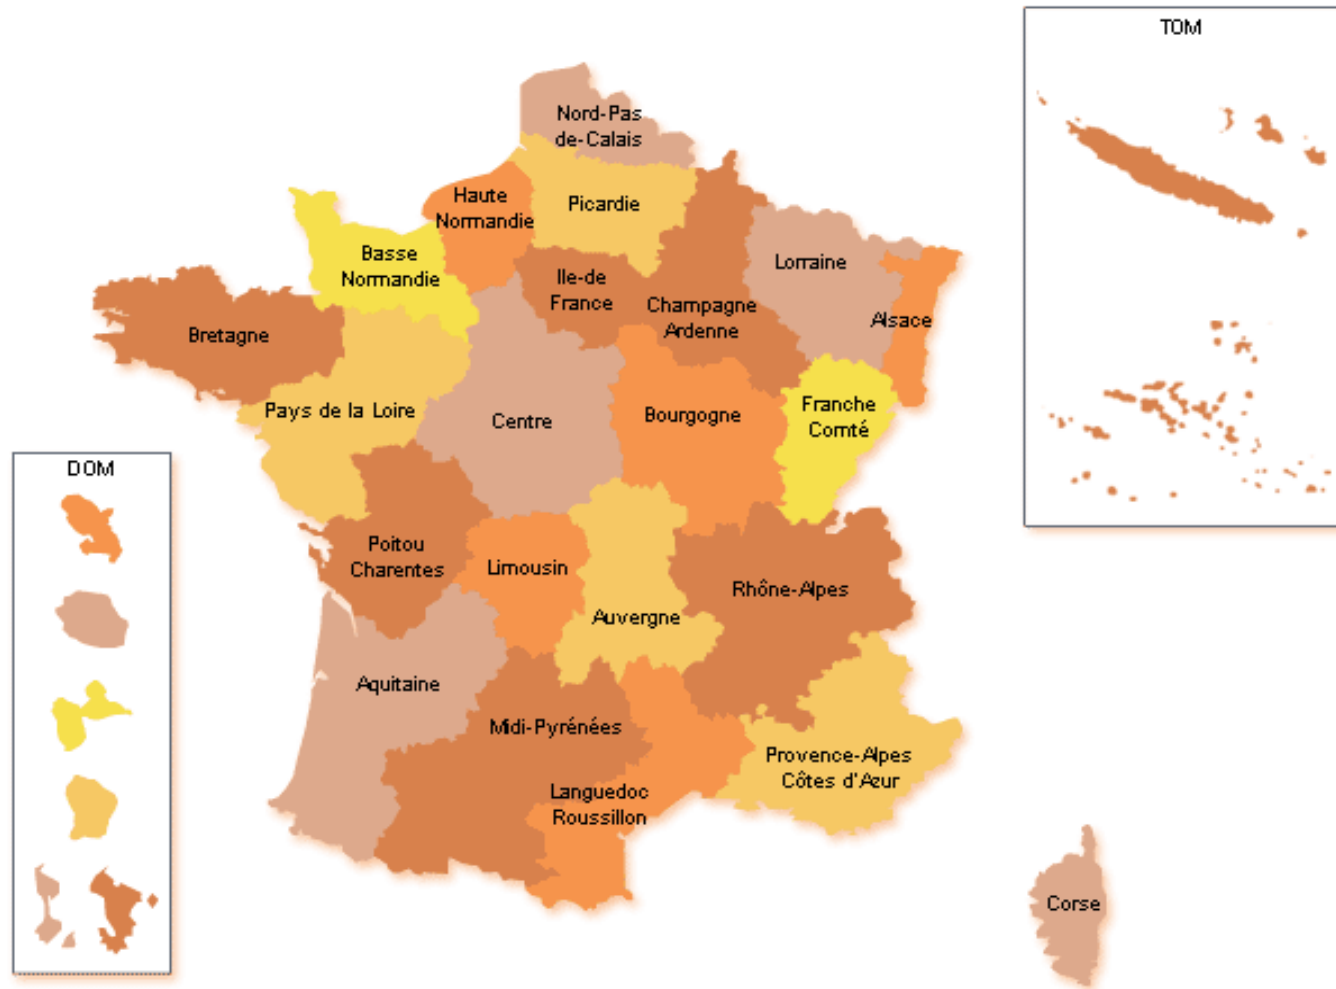 TOM
Nord-Pas
de-Calais
Haute
Normandie
Picardie
Basse
Normandie
Ile-de
France
Lorraine
Champagne
Ardenne
Alsace
Bretagne
Pays de la Loire
Centre
Bourgogne
Franche
Comté
DOM
Poitou
Charentes
Limousin
Auvergne
Rhône-Alpes
Aquitaine
Midi-Pyrénées
Provence-Alpes
Côtes d'Azur
Languedoc
Roussillon
Corse